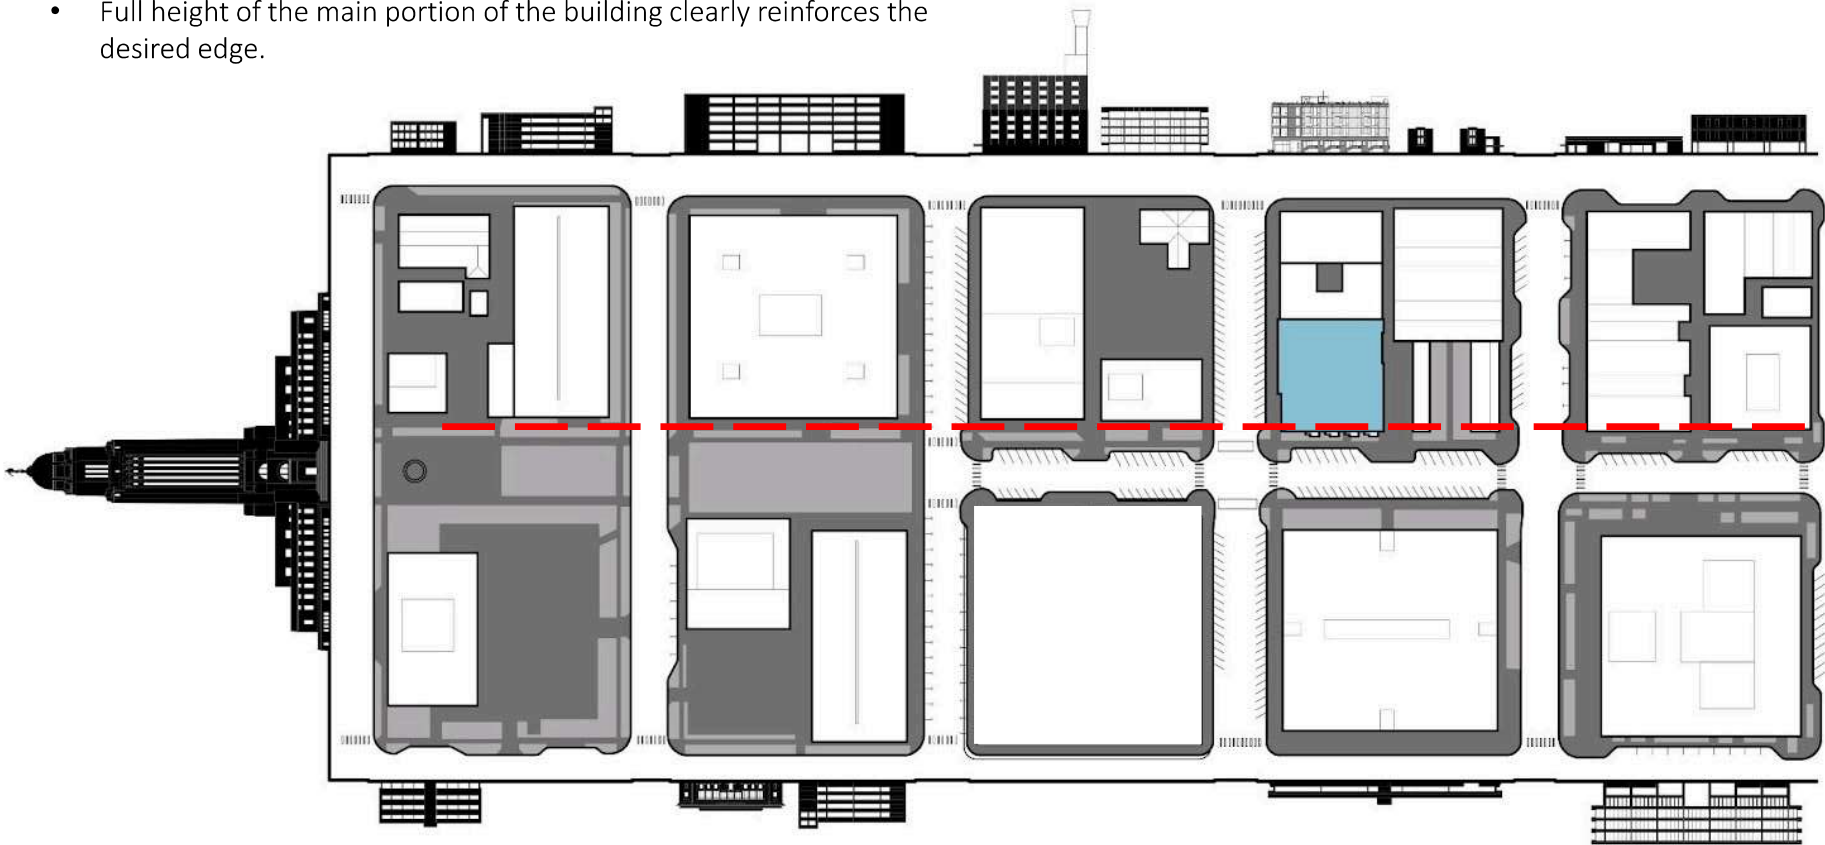 • Full height of the main portion of the building clearly reinforces the
desired edge.